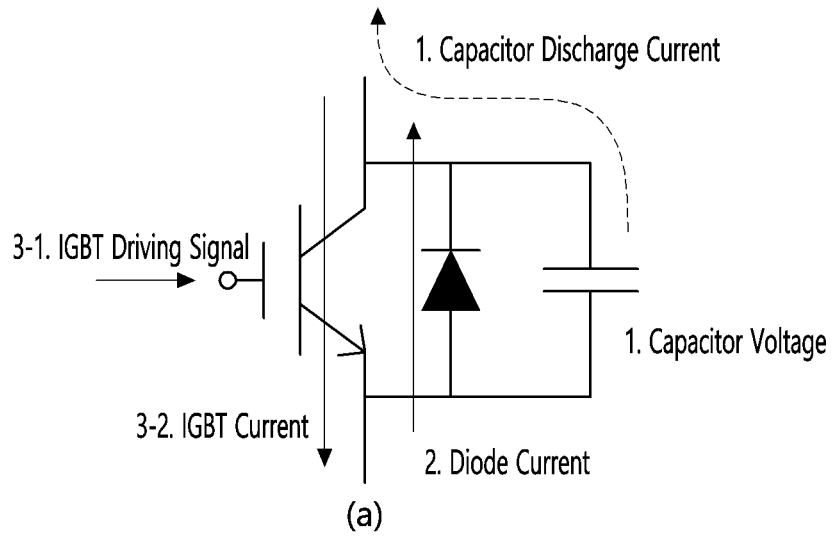 1. Capacitor Discharge Current
3-1. IGBT Driving Signal
1. Capacitor Voltage
3-2. IGBT Current
2. Diode Current
(a)